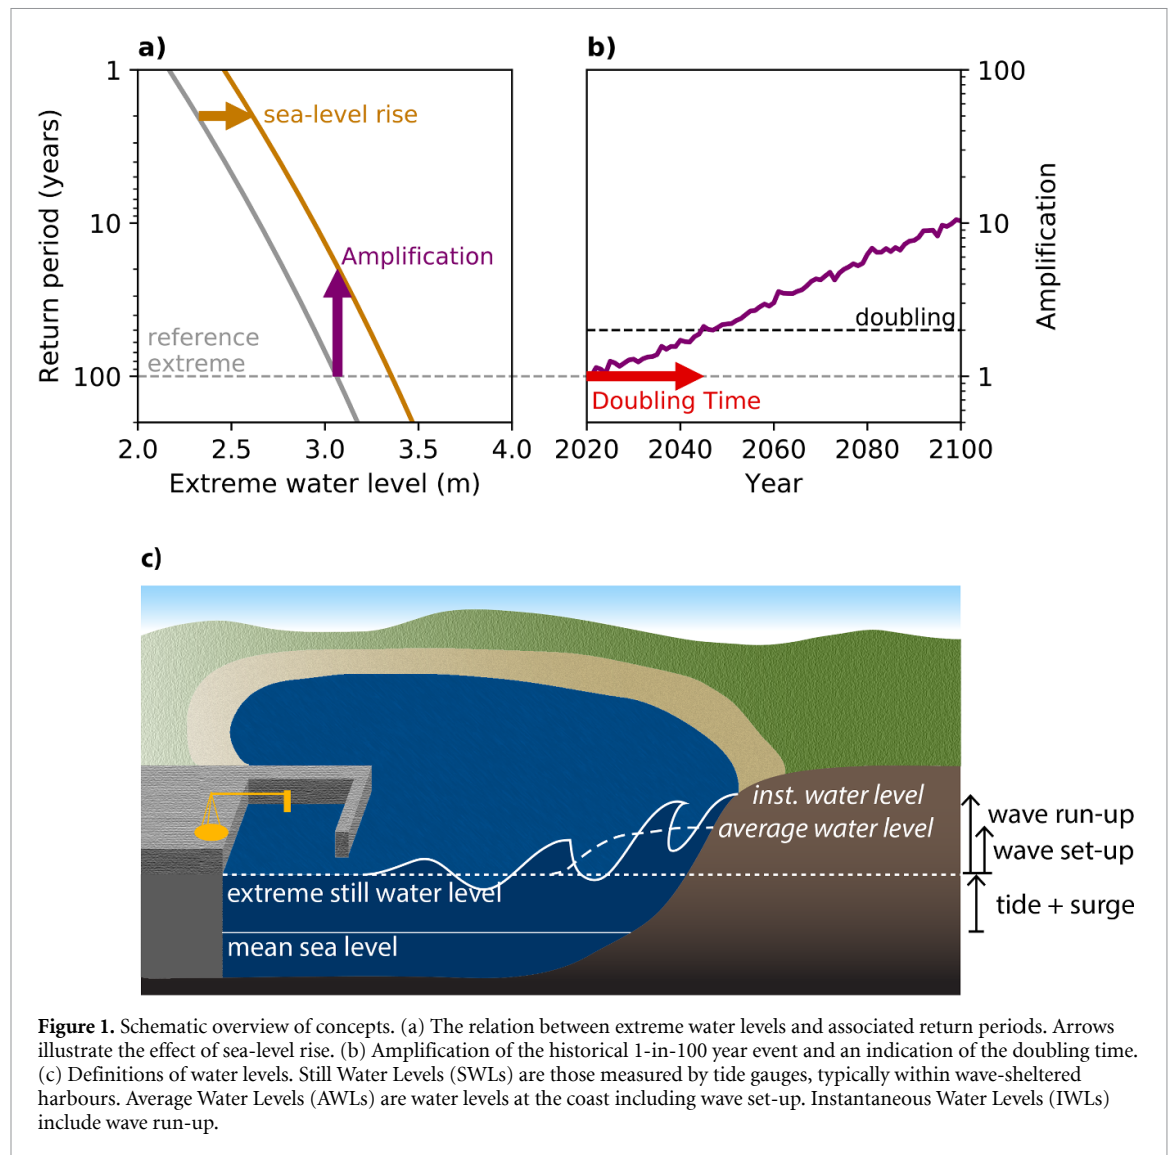 a)
b)
1
10
100
Return period (years)
sea-level rise
Amplification
reference
extreme
2.0
2.5
3.0
3.5
4.0
Extreme water level (m)
100
10
1
Amplification
doubling
Doubling Time
2020
2040
2060
2080
2100
Year
c)
inst. water level
average water level
wave run-up
wave set-up
extreme still water level
tide + surge
mean sea level
Figure 1. Schematic overview of concepts. (a) The relation between extreme water levels and associated return periods. Arrows
illustrate the effect of sea-level rise. (b) Amplification of the historical 1-in-100 year event and an indication of the doubling time.
(c) Definitions of water levels. Still Water Levels (SWLs) are those measured by tide gauges, typically within wave-sheltered
harbours. Average Water Levels (AWLs) are water levels at the coast including wave set-up. Instantaneous Water Levels (IWLs)
include wave run-up.